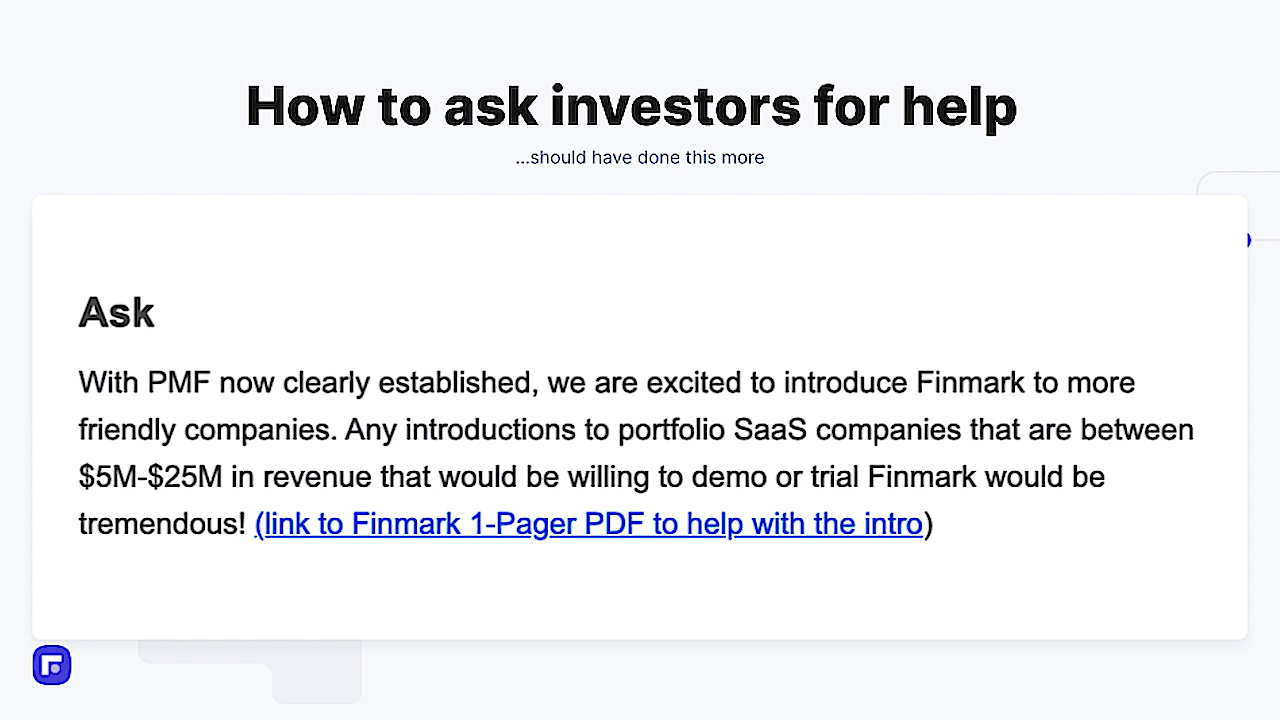 How to ask investors for help
...should have done this more
Ask
With PMF now clearly established, we are excited to introduce Finmark to more
friendly companies. Any introductions to portfolio SaaS companies that are between
$5M-$25M in revenue that would be willing to demo or trial Finmark would be
tremendous! (link to Finmark 1-Pager PDF to help with the intro)